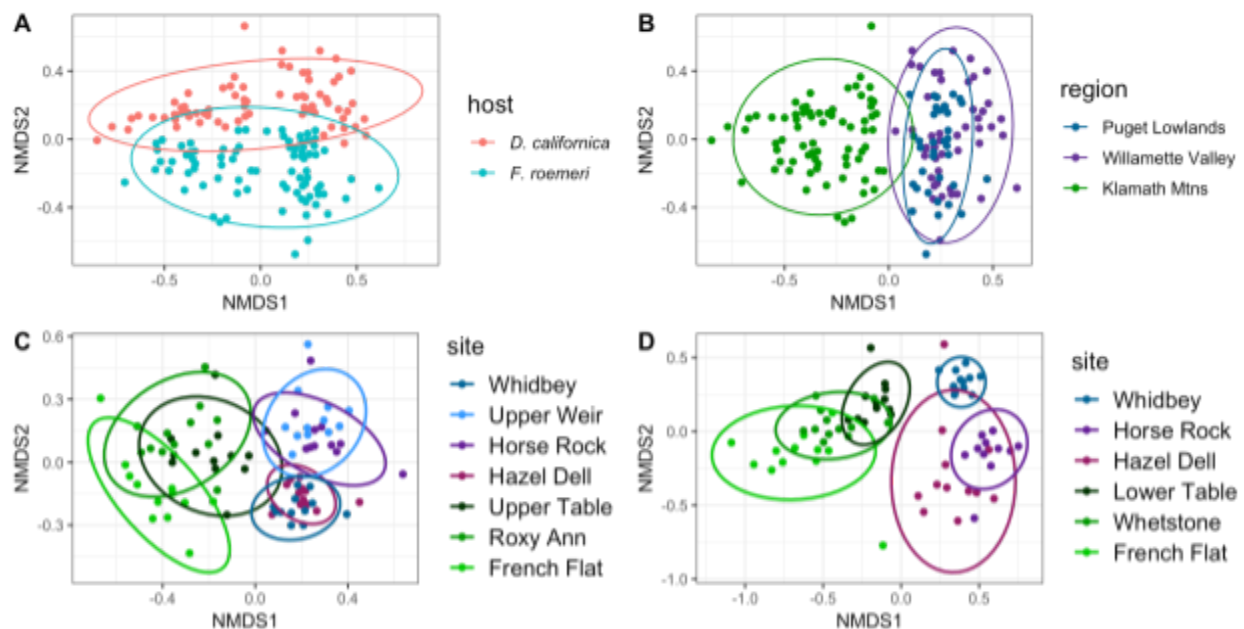 A
NMDS2
0.4
0.0
-0.4
-0.5
0.0
0.5
NMDS1
host
D. californica
F. roemeri
B
NMDS2
0.4
0.0
-0.4
-0.5
0.0
0.5
NMDS1
region
Puget Lowlands
Willamette Valley
Klamath Mtns
C
NMDS2
0.6
0.3
0.0
-0.3
-0.4
0.0
0.4
NMDS1
site
Whidbey
Upper Weir
Horse Rock
Hazel Dell
Upper Table
Roxy Ann
French Flat
D
NMDS2
0.5
0.0
-0.5
-1.0
-1.0
-0.5
0.0
0.5
NMDS1
site
Whidbey
Horse Rock
Hazel Dell
Lower Table
Whetstone
French Flat